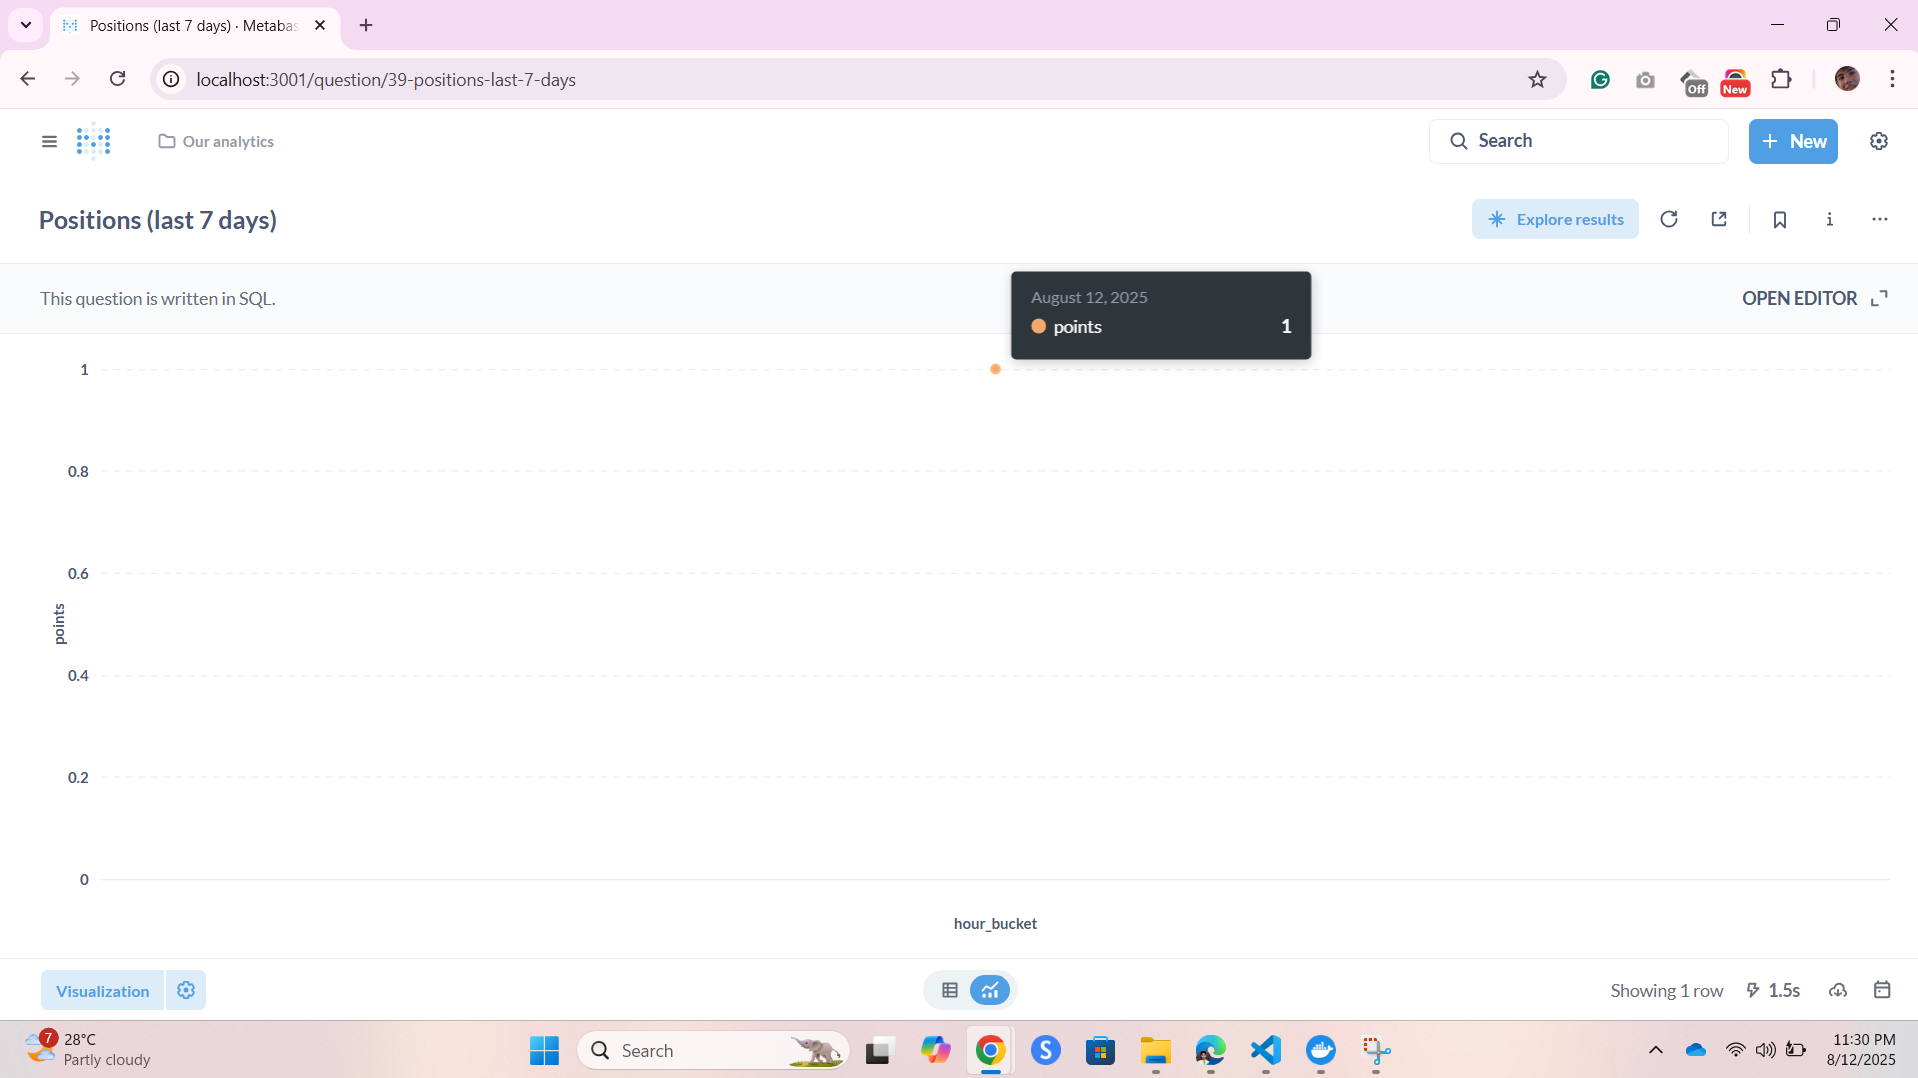 Positions (last 7 days) · Metabas
localhost:3001/question/39-positions-last-7-days
Off
New
Our analytics
Search
New
Positions (last 7 days)
Explore results
This question is written in SQL.
OPEN EDITOR
August 12, 2025
points 1
1
0.8
0.6
0.4
0.2
0
points
hour_bucket
Visualization
Showing 1 row
1.5s
7
28°C
Partly cloudy
Search
S
11:30 PM
8/12/2025